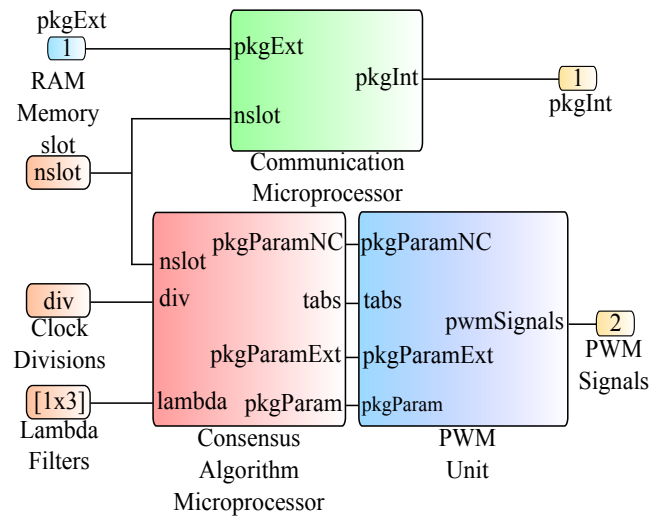 pkgExt
1
RAM
Memory
slot
nslot
pkgExt
nslot
pkgInt
Communication
Microprocessor
1
pkgInt
div
Clock
Divisions
[1x3]
Lambda
Filters
nslot
div
lambda
pkgParamNC
tabs
pkgParamExt
pkgParam
Consensus
Algorithm
Microprocessor
pkgParamNC
tabs
pkgParamExt
pkgParam
pwmSignals
PWM
Unit
2
PWM
Signals